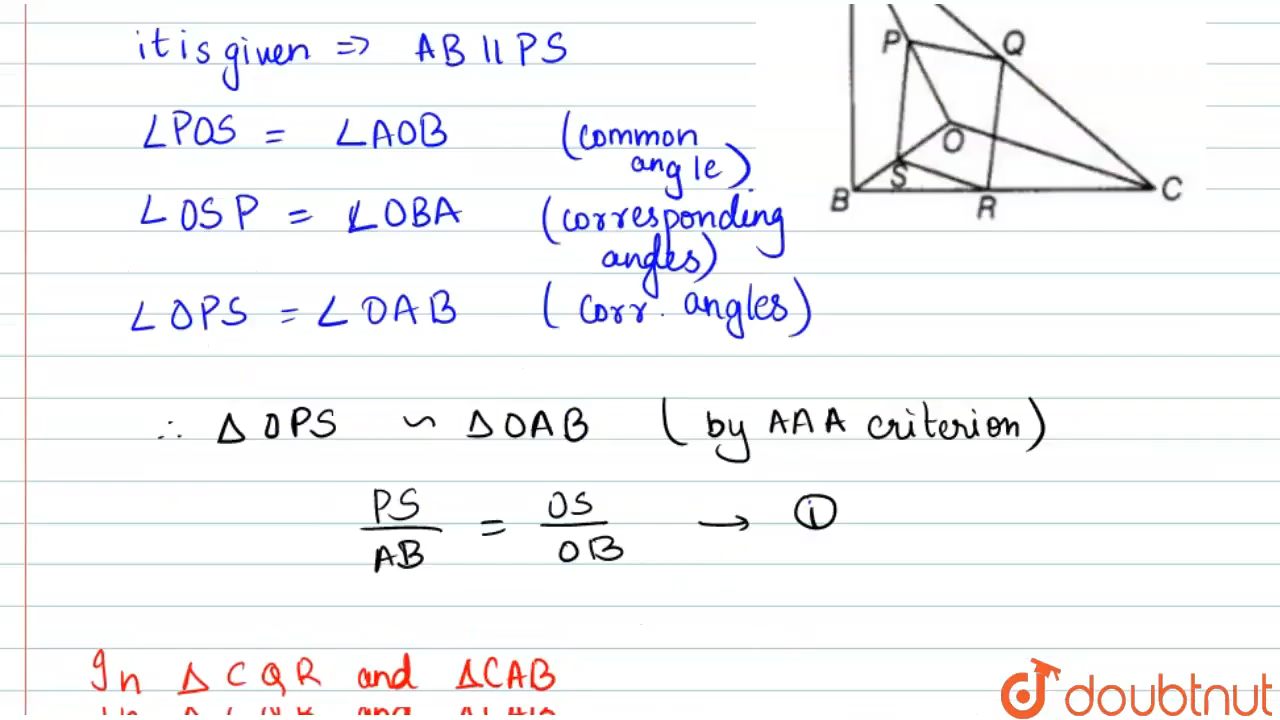 it is given => AB || PS
∠POS = ∠AOB (common angle)
∠OSP = ∠OBA (corresponding angles)
∠OPS = ∠OAB (corr. angles)
∴ ΔOPS ∽ ΔOAB (by AAA criterion)
PS/AB = OS/OB → ①
In ΔCQR and ΔCAB
P
Q
O
S
B
R
C
doubtnut